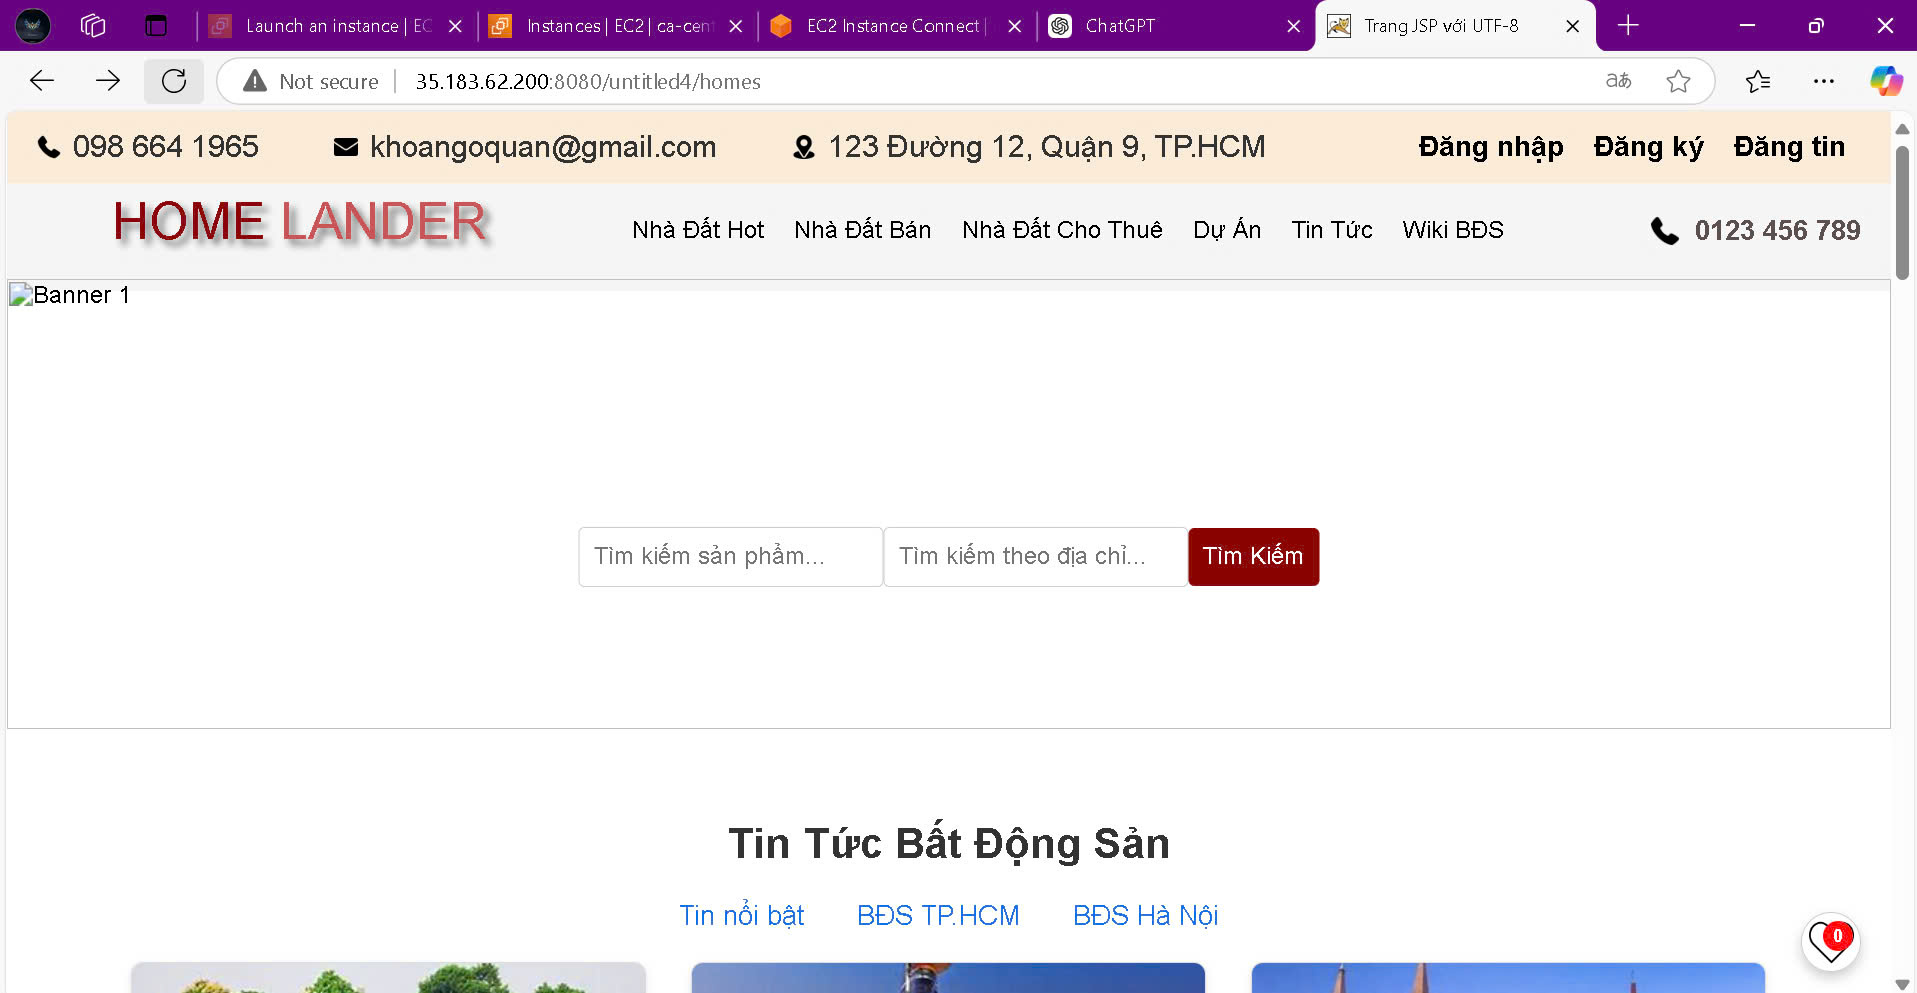 Launch an instance | EC
Instances | EC2 | ca-cent
EC2 Instance Connect |
ChatGPT
Trang JSP với UTF-8
Not secure
35.183.62.200:8080/untitled4/homes
098 664 1965
khoangoquan@gmail.com
123 Đường 12, Quận 9, TP.HCM
Đăng nhập
Đăng ký
Đăng tin
HOME LANDER
Nhà Đất Hot
Nhà Đất Bán
Nhà Đất Cho Thuê
Dự Án
Tin Tức
Wiki BĐS
0123 456 789
Banner 1
Tìm kiếm sản phẩm...
Tìm kiếm theo địa chỉ...
Tìm Kiếm
Tin Tức Bất Động Sản
Tin nổi bật
BĐS TP.HCM
BĐS Hà Nội
0